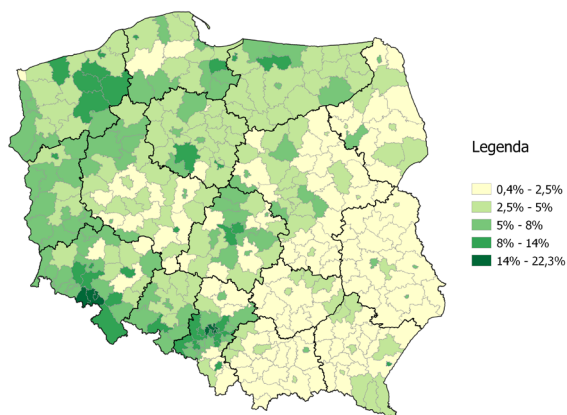 Legenda
0,4% - 2,5%
2,5% - 5%
5% - 8%
8% - 14%
14% - 22,3%